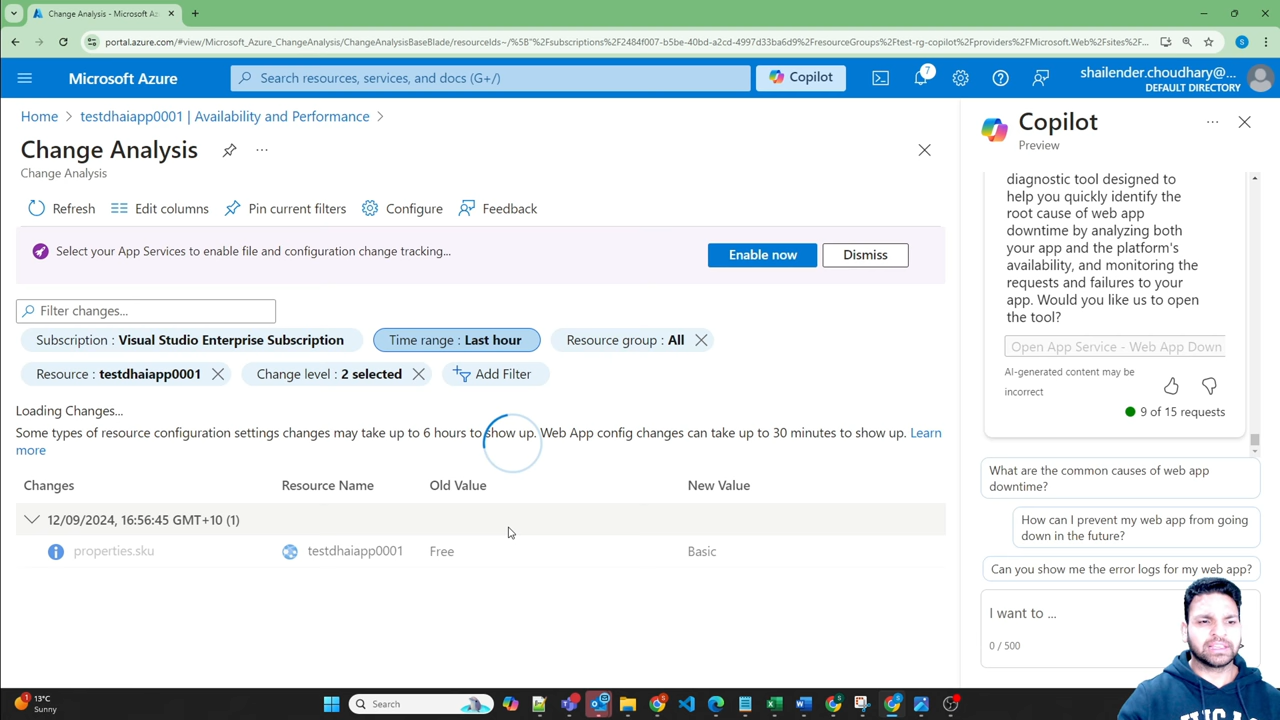 Change Analysis - Microsoft Az
portal.azure.com/#view/Microsoft_Azure_ChangeAnalysis/ChangeAnalysisBaseBlade/resourceIds~/%5B"%2Fsubscriptions%2F2484f007-b5be-40bd-a2cd-4997d33ba6d9%2FresourceGroups%2Ftest-rg-copilot%2Fproviders%2FMicrosoft.Web%2Fsites%2F...
S
Microsoft Azure
Search resources, services, and docs (G+/)
Copilot
7
shailender.choudhary@...
DEFAULT DIRECTORY
Home > testdhaiapp0001 | Availability and Performance >
Change Analysis
...
Change Analysis
Refresh
Edit columns
Pin current filters
Configure
Feedback
Select your App Services to enable file and configuration change tracking...
Enable now
Dismiss
Filter changes...
Subscription : Visual Studio Enterprise Subscription
Time range : Last hour
Resource group : All
Resource : testdhaiapp0001
Change level : 2 selected
Add Filter
Loading Changes...
Some types of resource configuration settings changes may take up to 6 hours to show up. Web App config changes can take up to 30 minutes to show up. Learn
more
Changes
Resource Name
Old Value
New Value
12/09/2024, 16:56:45 GMT+10 (1)
properties.sku
testdhaiapp0001
Free
Basic
Copilot
...
Preview
diagnostic tool designed to
help you quickly identify the
root cause of web app
downtime by analyzing both
your app and the platform's
availability, and monitoring the
requests and failures to your
app. Would you like us to open
the tool?
Open App Service - Web App Down
AI-generated content may be
incorrect
9 of 15 requests
What are the common causes of web app
downtime?
How can I prevent my web app from going
down in the future?
Can you show me the error logs for my web app?
I want to ...
0 / 500
1
13°C
Sunny
Search